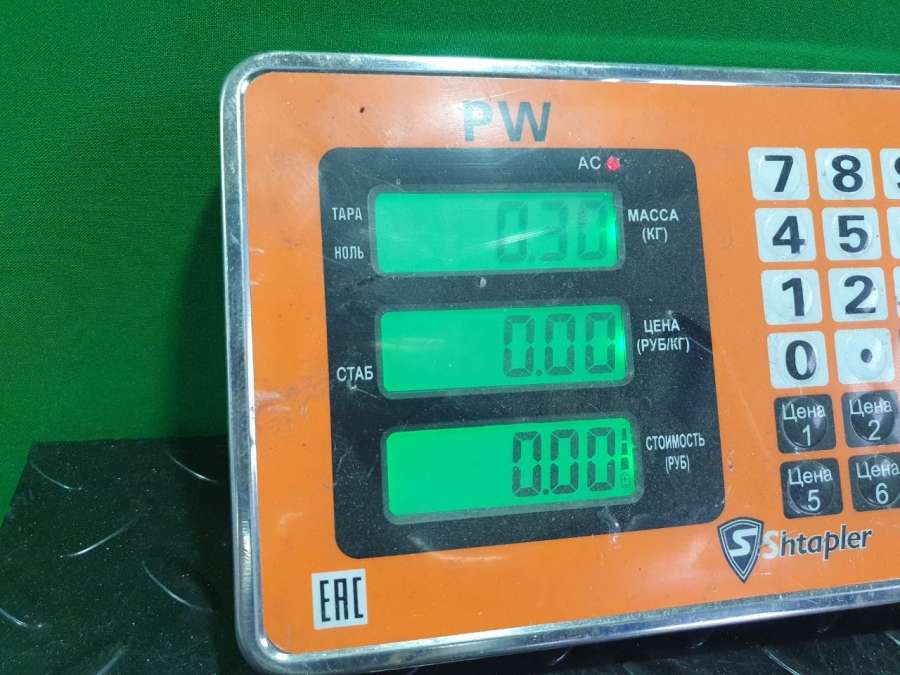 PW
AC
ТАРА
НОЛЬ
0.30
МАССА
(КГ)
СТАБ
0.00
ЦЕНА
(РУБ/КГ)
0.00
СТОИМОСТЬ
(РУБ)
7 8
4 5
1 2
0 .
Цена 1
Цена 2
Цена 5
Цена 6
S Shtapler
EAC